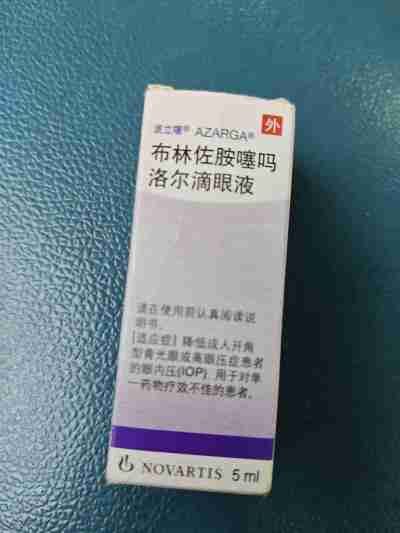 派立噻® AZARGA® 外
布林佐胺噻吗
洛尔滴眼液
请在使用前认真阅读说
明书。
[适应症] 降低成人开角
型青光眼或高眼压症患者
的眼内压(IOP) 用于对单
一药物疗效不佳的患者。
NOVARTIS 5 ml